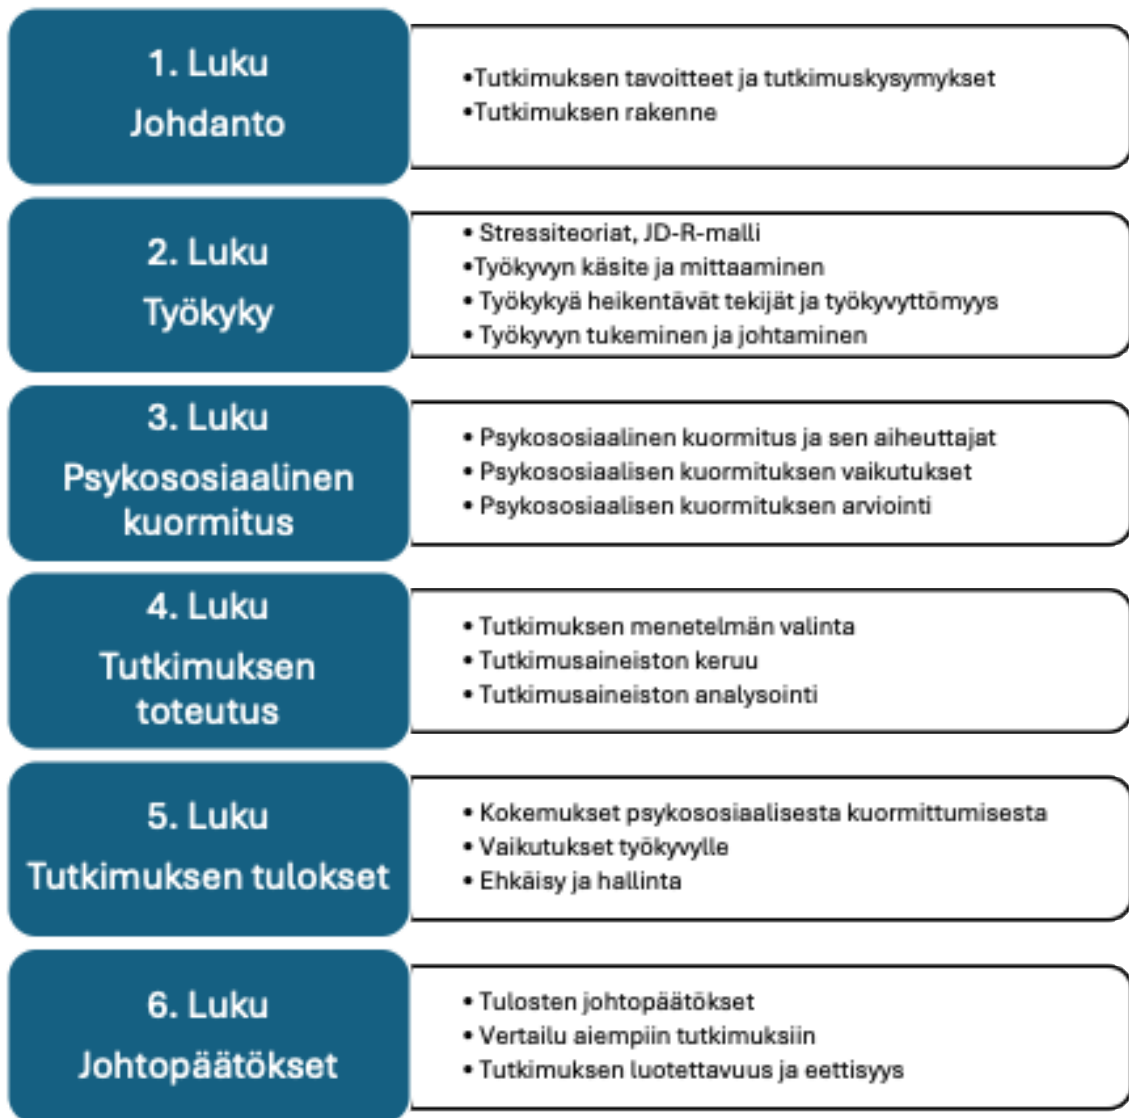 1. Luku
Johdanto
•Tutkimuksen tavoitteet ja tutkimuskysymykset
•Tutkimuksen rakenne
2. Luku
Työkyky
• Stressiteoriat, JD-R-malli
•Työkyvyn käsite ja mittaaminen
• Työkykyä heikentävät tekijät ja työkyvyttömyys
• Työkyvyn tukeminen ja johtaminen
3. Luku
Psykososiaalinen
kuormitus
• Psykososiaalinen kuormitus ja sen aiheuttajat
• Psykososiaalisen kuormituksen vaikutukset
• Psykososiaalisen kuormituksen arviointi
4. Luku
Tutkimuksen
toteutus
• Tutkimuksen menetelmän valinta
• Tutkimusaineiston keruu
• Tutkimusaineiston analysointi
5. Luku
Tutkimuksen tulokset
• Kokemukset psykososiaalisesta kuormittumisesta
• Vaikutukset työkyvylle
• Ehkäisy ja hallinta
6. Luku
Johtopäätökset
• Tulosten johtopäätökset
• Vertailu aiempiin tutkimuksiin
• Tutkimuksen luotettavuus ja eettisyys